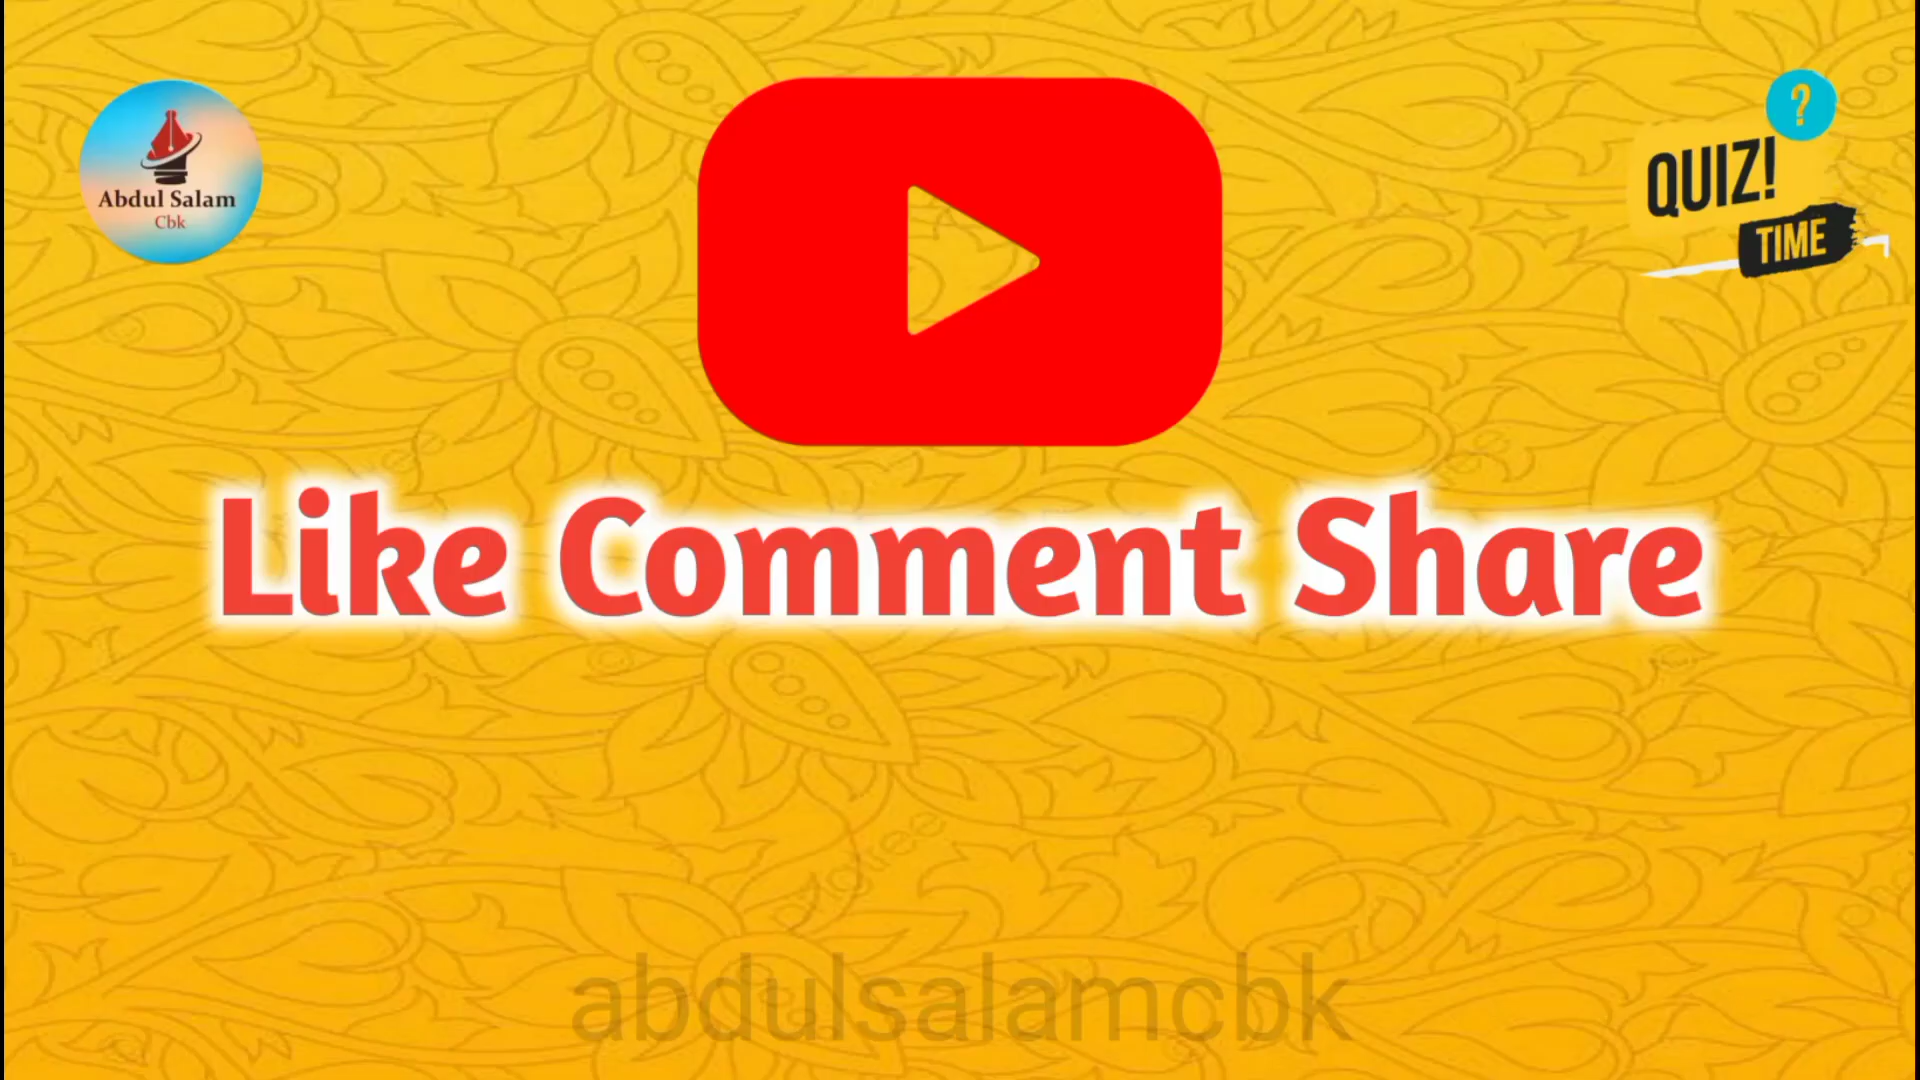 Abdul Salam
Cbk
?
QUIZ!
TIME
Like Comment Share
abdulsalamcbk